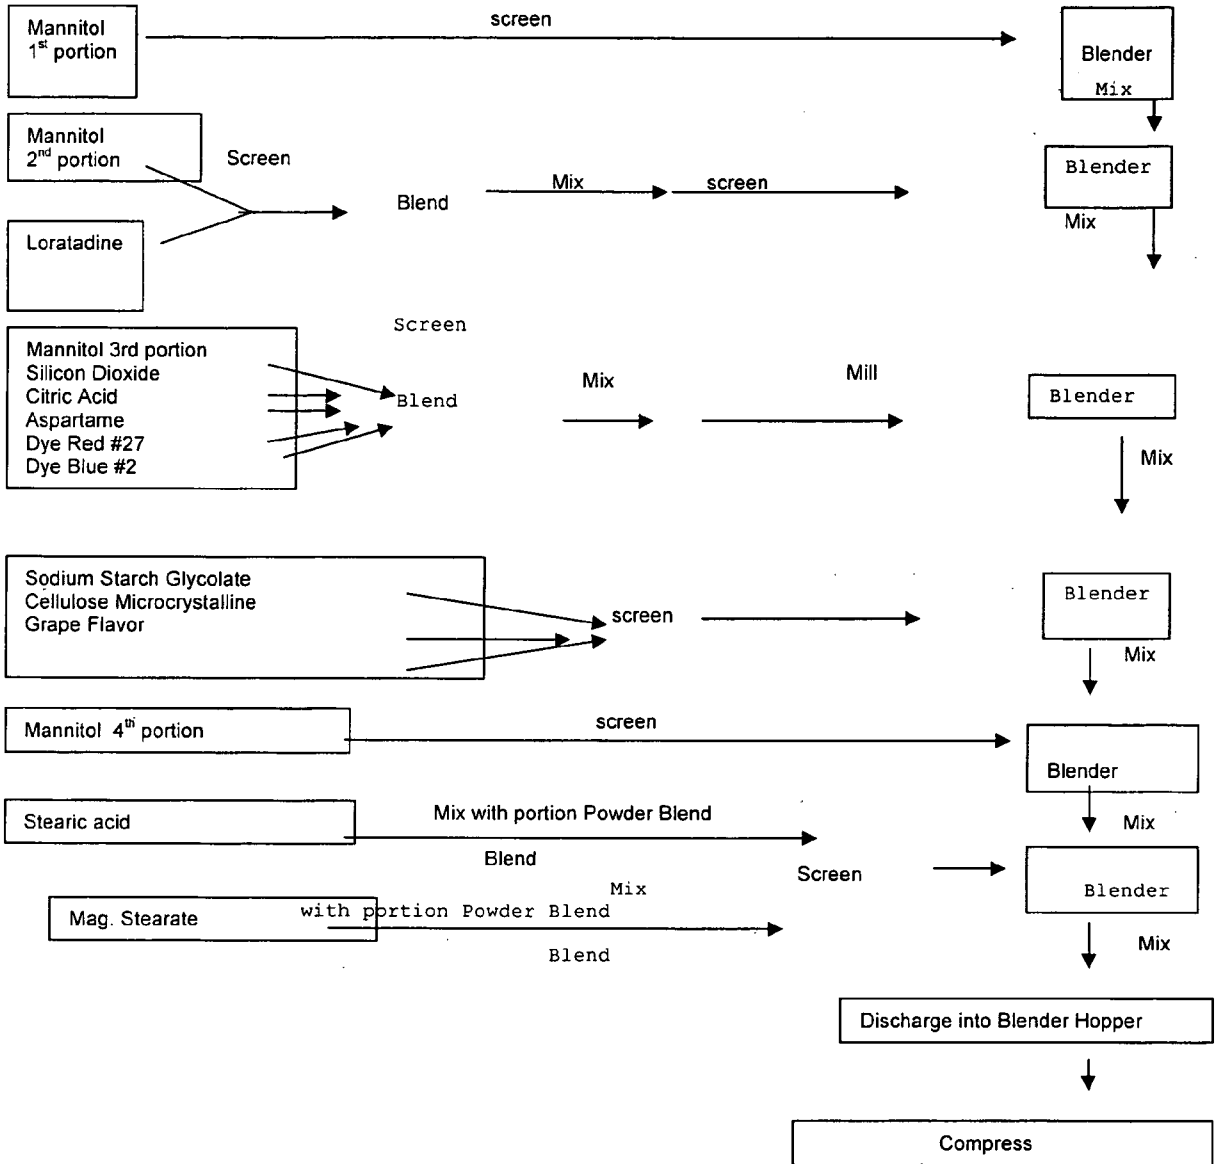 Mannitol
1st portion
screen
Blender
Mix
Mannitol
2nd portion
Screen
Loratadine
Blend
Mix
screen
Blender
Mix
Mannitol 3rd portion
Silicon Dioxide
Citric Acid
Aspartame
Dye Red #27
Dye Blue #2
Screen
Blend
Mix
Mill
Blender
Mix
Sodium Starch Glycolate
Cellulose Microcrystalline
Grape Flavor
screen
Blender
Mix
Mannitol 4th portion
screen
Blender
Mix
Stearic acid
Mix with portion Powder Blend
Blend
Screen
Blender
Mix
Mag. Stearate
Mix
with portion Powder Blend
Blend
Discharge into Blender Hopper
Compress